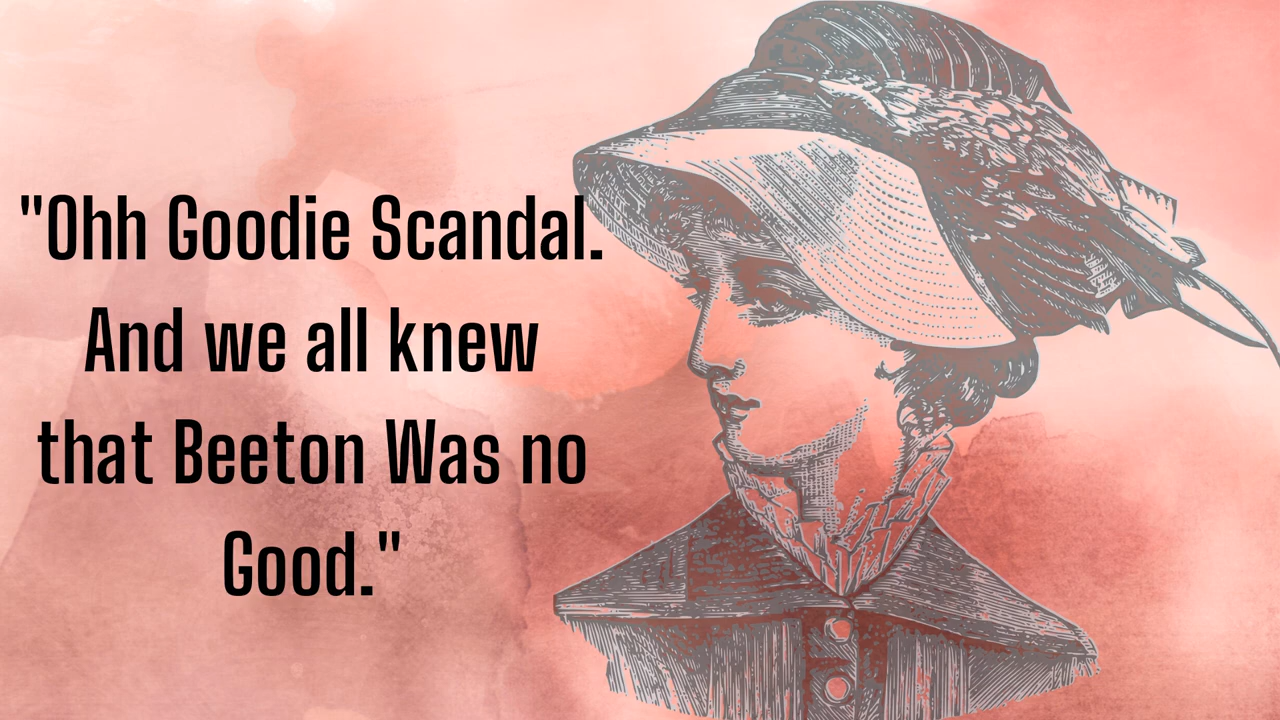 "Ohh Goodie Scandal.
And we all knew
that Beeton Was no
Good."